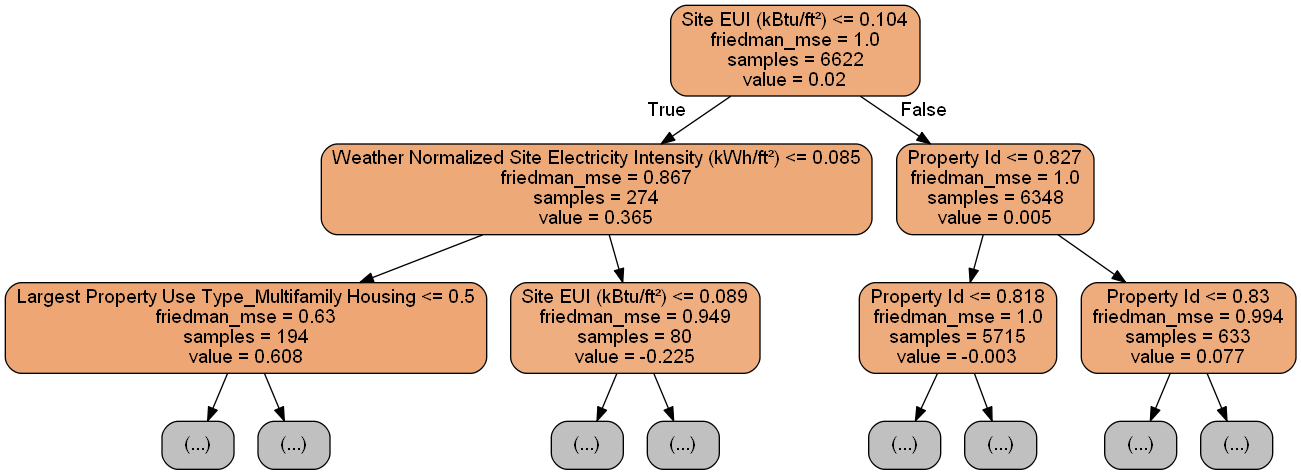 Site EUI (kBtu/ft²) <= 0.104
friedman_mse = 1.0
samples = 6622
value = 0.02
True
False
Weather Normalized Site Electricity Intensity (kWh/ft²) <= 0.085
friedman_mse = 0.867
samples = 274
value = 0.365
Property Id <= 0.827
friedman_mse = 1.0
samples = 6348
value = 0.005
Largest Property Use Type_Multifamily Housing <= 0.5
friedman_mse = 0.63
samples = 194
value = 0.608
Site EUI (kBtu/ft²) <= 0.089
friedman_mse = 0.949
samples = 80
value = -0.225
Property Id <= 0.818
friedman_mse = 1.0
samples = 5715
value = -0.003
Property Id <= 0.83
friedman_mse = 0.994
samples = 633
value = 0.077
(...)
(...)
(...)
(...)
(...)
(...)
(...)
(...)